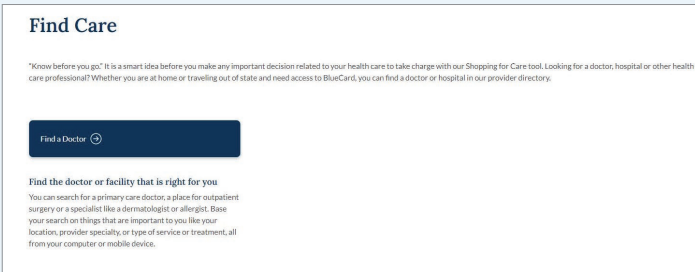 Find Care
"Know before you go." It is a smart idea before you make any important decision related to your health care to take charge with our Shopping for Care tool. Looking for a doctor, hospital or other health
care professional? Whether you are at home or traveling out of state and need access to BlueCard, you can find a doctor or hospital in our provider directory.
Find a Doctor
Find the doctor or facility that is right for you
You can search for a primary care doctor, a place for outpatient
surgery or a specialist like a dermatologist or allergist. Base
your search on things that are important to you like your
location, provider specialty, or type of service or treatment, all
from your computer or mobile device.